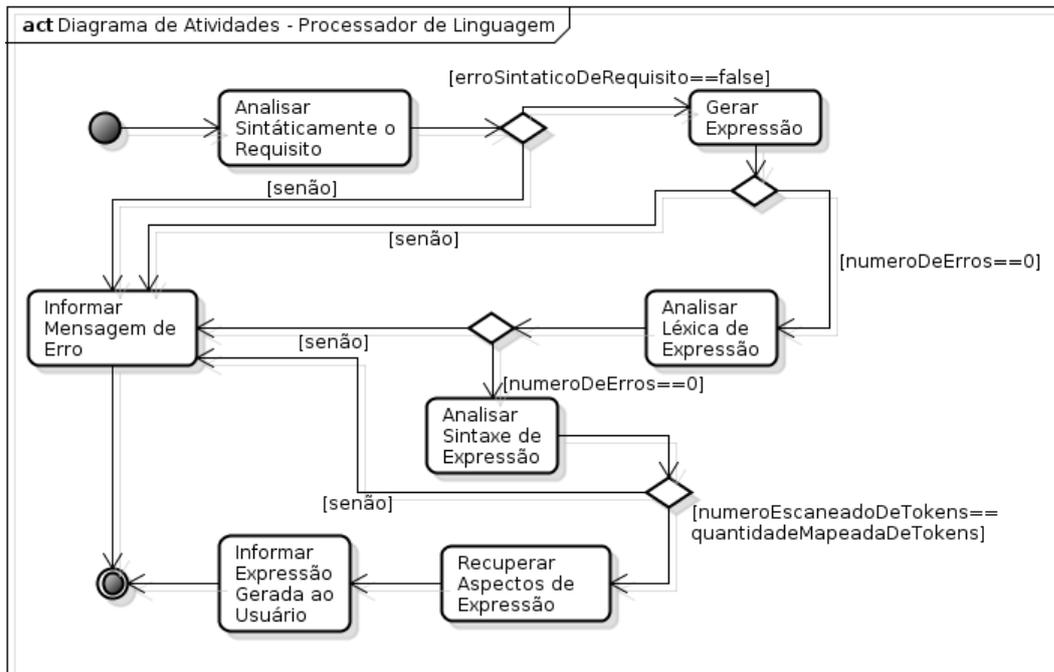 act Diagrama de Atividades - Processador de Linguagem
[erroSintaticoDeRequisito==false]
Analisar
Sintáticamente o
Requisito
Gerar
Expressão
[senão]
[senão]
[numeroDeErros==0]
Informar
Mensagem de
Erro
Analisar
Léxica de
Expressão
[senão]
[numeroDeErros==0]
Analisar
Sintaxe de
Expressão
[senão]
[numeroEscaneadoDeTokens==
quantidadeMapeadaDeTokens]
Informar
Expressão
Gerada ao
Usuário
Recuperar
Aspectos de
Expressão